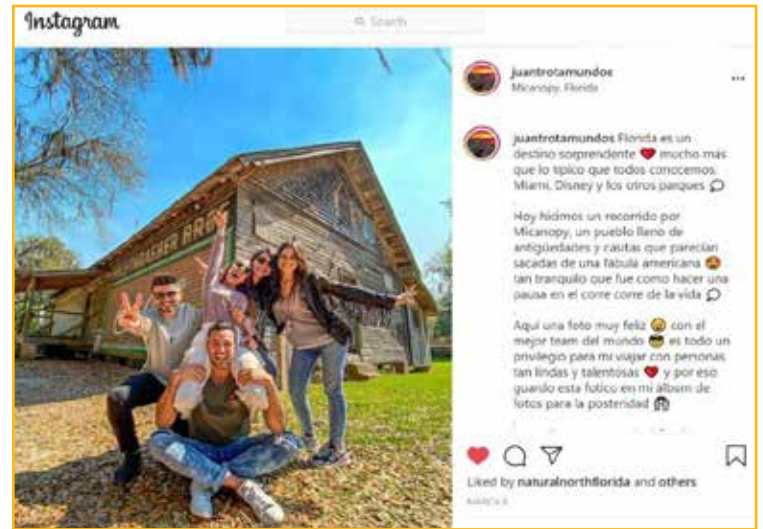 Instagram
Search
THRASHER BROS
juantrotamundos
Micanopy, Florida
juantrotamundos Florida es un
destino sorprendente ❤️ mucho más
que lo típico que todos conocemos:
Miami, Disney y los otros parques 💬
Hoy hicimos un recorrido por
Micanopy, un pueblo lleno de
antigüedades y casitas que parecían
sacadas de una fábula americana 😍
tan tranquilo que fue como hacer una
pausa en el corre corre de la vida 💬
Aquí una foto muy feliz 😄 con el
mejor team del mundo 😎 es todo un
privilegio para mi viajar con personas
tan lindas y talentosas ❤️ y por eso
guardo esta fotico en mi álbum de
fotos para la posteridad
Liked by naturalnorthflorida and others
MARCH 8